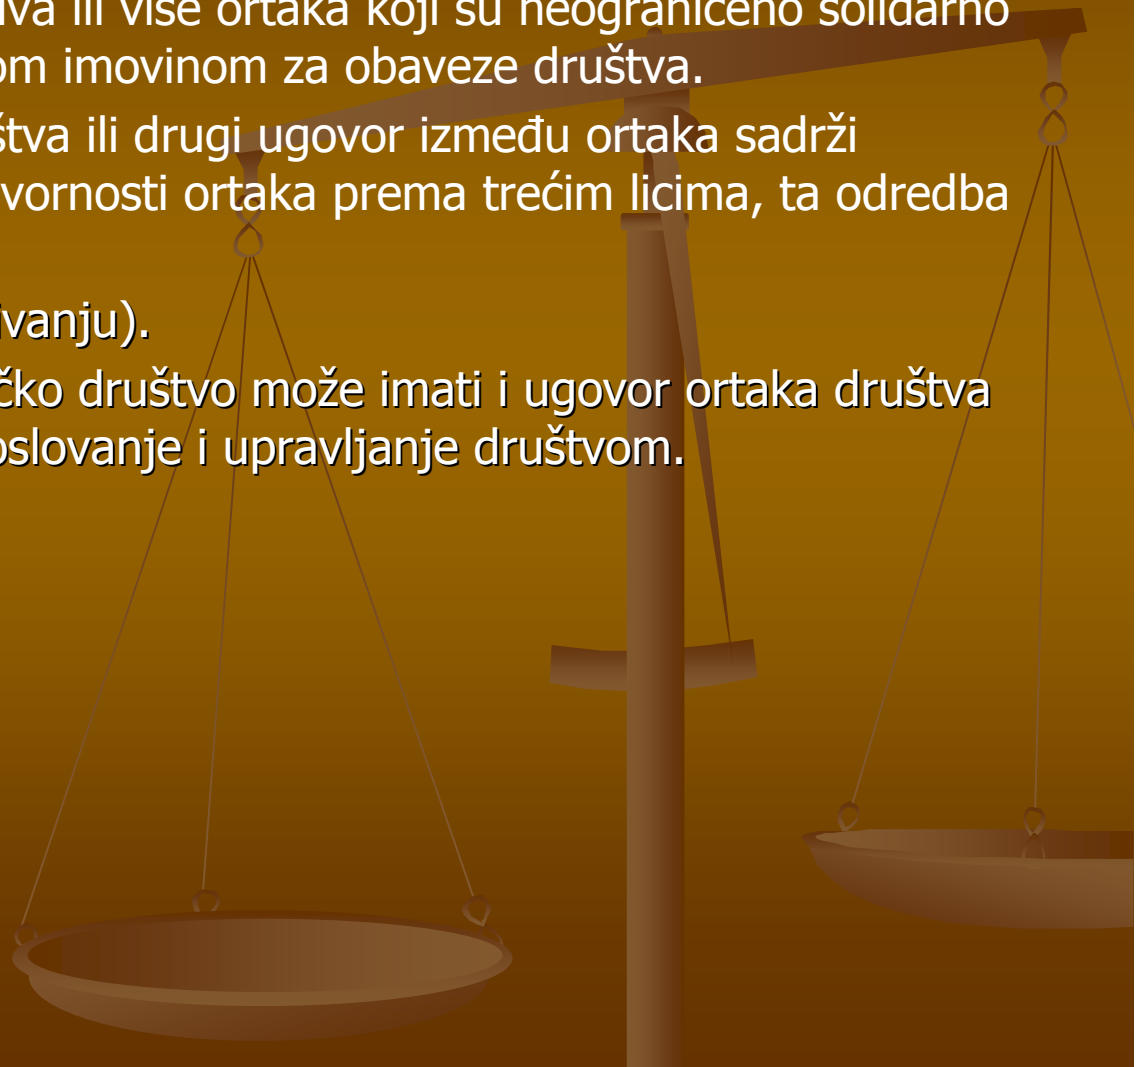 iva ili više ortaka koji su neograničeno solidarno
om imovinom za obaveze društva.
štva ili drugi ugovor između ortaka sadrži
vornosti ortaka prema trećim licima, ta odredba
ivanju).
čko društvo može imati i ugovor ortaka društva
oslovanje i upravljanje društvom.